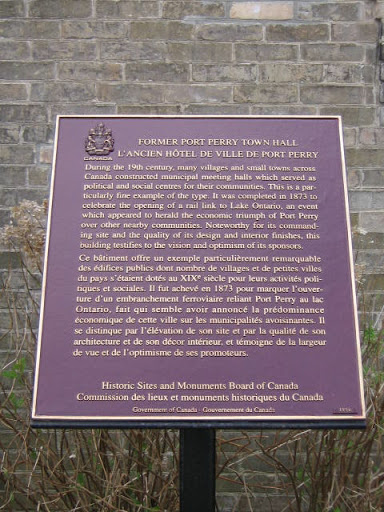 CANADA
FORMER PORT PERRY TOWN HALL
L'ANCIEN HÔTEL DE VILLE DE PORT PERRY
During the 19th century, many villages and small towns across
Canada constructed municipal meeting halls which served as
political and social centres for their communities. This is a par-
ticularly fine example of the type. It was completed in 1873 to
celebrate the opening of a rail link to Lake Ontario, an event
which appeared to herald the economic triumph of Port Perry
over other nearby communities. Noteworthy for its command-
ing site and the quality of its design and interior finishes, this
building testifies to the vision and optimism of its sponsors.
Ce bâtiment offre un exemple particulièrement remarquable
des édifices publics dont nombre de villages et de petites villes
du pays s'étaient dotés au XIXe siècle pour leurs activités poli-
tiques et sociales. Il fut achevé en 1873 pour marquer l'ouver-
ture d'un embranchement ferroviaire reliant Port Perry au lac
Ontario, fait qui semble avoir annoncé la prédominance
économique de cette ville sur les municipalités avoisinantes. Il
se distingue par l'élévation de son site et par la qualité de son
architecture et de son décor intérieur, et témoigne de la largeur
de vue et de l'optimisme de ses promoteurs.
Historic Sites and Monuments Board of Canada
Commission des lieux et monuments historiques du Canada
Government of Canada - Gouvernement du Canada